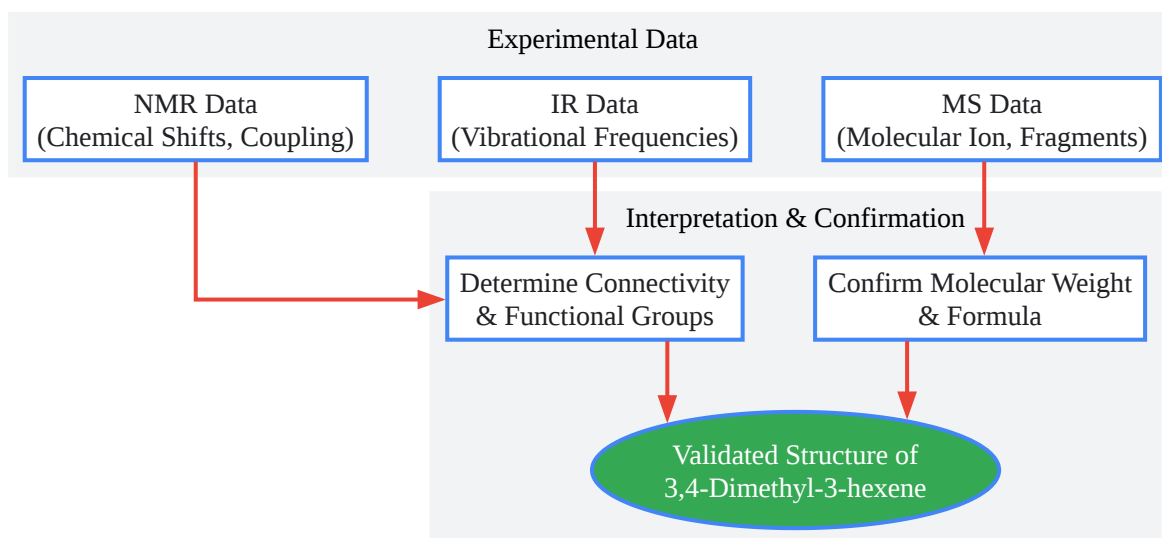 Experimental Data
NMR Data
(Chemical Shifts, Coupling)
IR Data
(Vibrational Frequencies)
MS Data
(Molecular Ion, Fragments)
Interpretation & Confirmation
Determine Connectivity
& Functional Groups
Confirm Molecular Weight
& Formula
Validated Structure of
3,4-Dimethyl-3-hexene